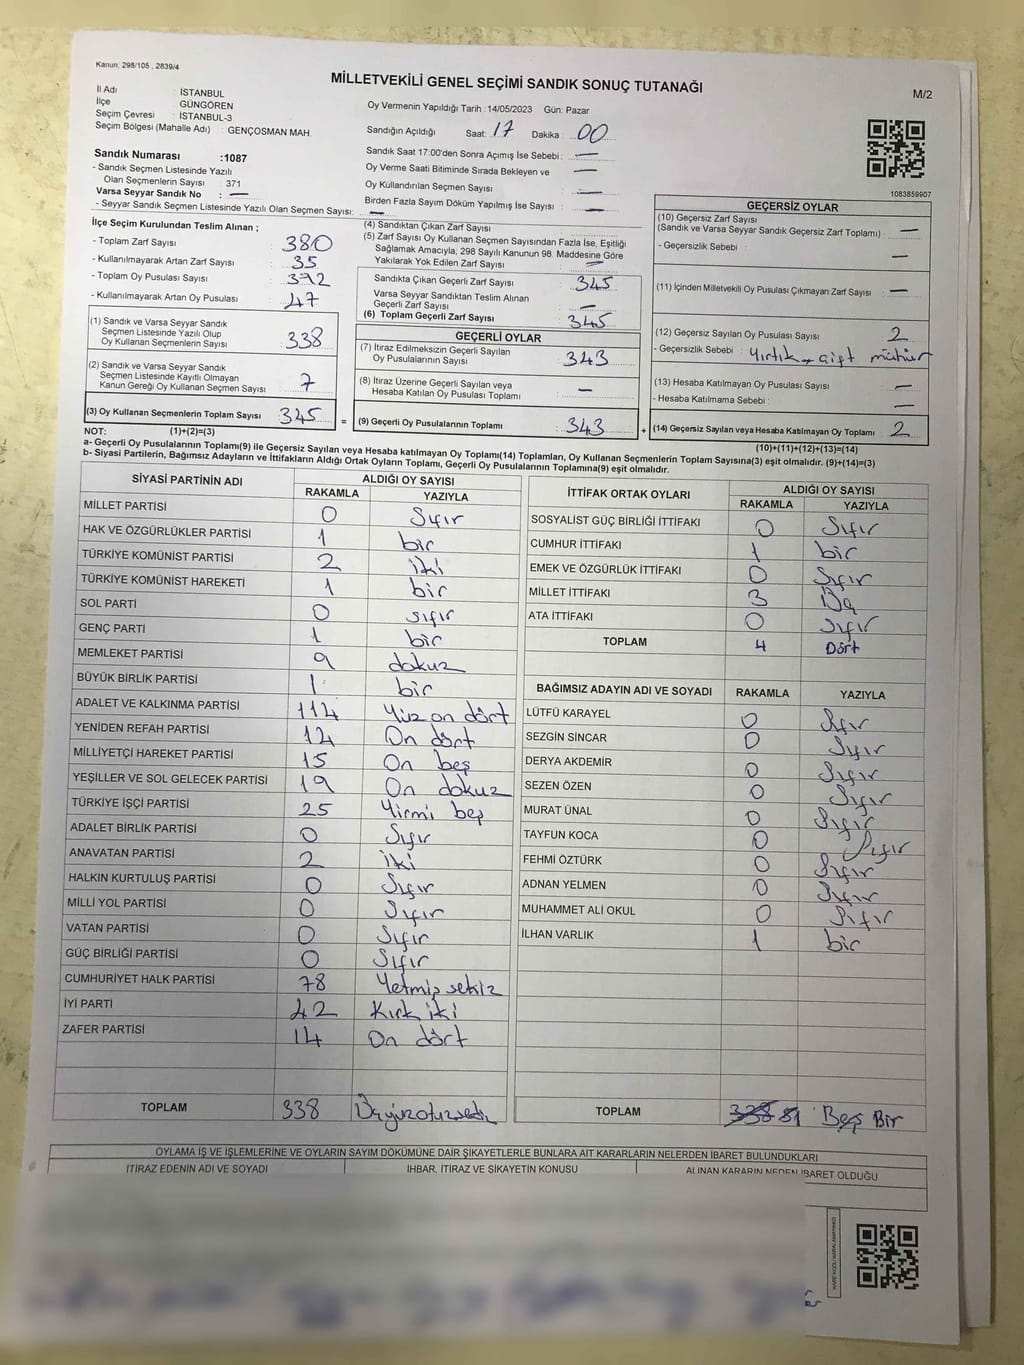 Kanun, 298/105 , 2839/4
MİLLETVEKİLİ GENEL SEÇİMİ SANDIK SONUÇ TUTANAĞI
M/2
İl Adı : İSTANBUL
İlçe GÜNGÖREN
Seçim Çevresi : İSTANBUL-3
Seçim Bölgesi (Mahalle Adı) : GENÇOSMAN MAH.
Oy Vermenin Yapıldığı Tarih : 14/05/2023 Gün: Pazar
Sandığın Açıldığı Saat: 17 Dakika : 00
Sandık Saat 17:00'den Sonra Açımış İse Sebebi : —
Oy Verme Saati Bitiminde Sırada Bekleyen ve —
Oy Küllandırılan Seçmen Sayısı —
Birden Fazla Sayım Döküm Yapılmış İse Sayısı : —
Sandık Numarası :1087
- Sandık Seçmen Listesinde Yazılı
Olan Seçmenlerin Sayısı 371
Varsa Seyyar Sandık No : —
- Seyyar Sandık Listesinde Yazılı Olan Seçmen Sayısı: —
1083859907
İlçe Seçim Kurulundan Teslim Alınan ;
- Toplam Zarf Sayısı 380
- Kullanılmayarak Artan Zarf Sayısı 35
- Toplam Oy Pusulası Sayısı 392
- Kullanılmayarak Artan Oy Pusulası 47
(1) Sandık ve Varsa Seyyar Sandık
Seçmen Listesinde Yazılı Olup
Oy Kullanan Seçmenlerin Sayısı 338
(2) Sandık ve Varsa Seyyar Sandık
Seçmen Listesinde Kayıtlı Olmayan
Kanun Gereği Oy Kullanan Seçmen Sayısı 7
(3) Oy Kullanan Seçmenlerin Toplam Sayısı 345 =
(4) Sandıktan Çıkan Zarf Sayısı
(5) Zarf Sayısı Oy Kullanan Seçmen Sayısından Fazla İse, Eşitliği
Sağlamak Amacıyla; 298 Sayılı Kanunun 98. Maddesine Göre
Yakılarak Yok Edilen Zarf Sayısı —
Sandıkta Çıkan Geçerli Zarf Sayısı 345
Varsa Seyyar Sandıktan Teslim Alınan
Geçerli Zarf Sayısı —
(6) Toplam Geçerli Zarf Sayısı 345
GEÇERLİ OYLAR
(7) İtiraz Edilmeksizin Geçerli Sayılan
Oy Pusulalarının Sayısı 343
(8) İtiraz Üzerine Geçerli Sayılan veya
Hesaba Katılan Oy Pusulası Toplamı —
(9) Geçerli Oy Pusulalarının Toplamı 343 +
GEÇERSİZ OYLAR
(10) Geçersiz Zarf Sayısı
(Sandık ve Varsa Seyyar Sandık Geçersiz Zarf Toplamı) : —
- Geçersizlik Sebebi : —
(11) İçinden Milletvekili Oy Pusulası Çıkmayan Zarf Sayısı : —
(12) Geçersiz Sayılan Oy Pusulası Sayısı 2
- Geçersizlik Sebebi : Yırtık + çift mühür
(13) Hesaba Katılmayan Oy Pusulası Sayısı : —
- Hesaba Katılmama Sebebi : —
(14) Geçersiz Sayılan veya Hesaba Katılmayan Oy Toplamı 2
NOT: (1)+(2)=(3) (10)+(11)+(12)+(13)=(14)
a- Geçerli Oy Pusulalarının Toplamı(9) ile Geçersiz Sayılan veya Hesaba katılmayan Oy Toplamı(14) Toplamları, Oy Kullanan Seçmenlerin Toplam Sayısına(3) eşit olmalıdır. (9)+(14)=(3)
b- Siyasi Partilerin, Bağımsız Adayların ve İttifakların Aldığı Ortak Oyların Toplamı, Geçerli Oy Pusulalarının Toplamına(9) eşit olmalıdır.
SİYASİ PARTİNİN ADI ALDIĞI OY SAYISI
RAKAMLA YAZIYLA
MİLLET PARTİSİ 0 Sıfır
HAK VE ÖZGÜRLÜKLER PARTİSİ 1 bir
TÜRKİYE KOMÜNİST PARTİSİ 2 iki
TÜRKİYE KOMÜNİST HAREKETİ 1 bir
SOL PARTİ 0 sıfır
GENÇ PARTİ 1 bir
MEMLEKET PARTİSİ 9 dokuz
BÜYÜK BİRLİK PARTİSİ 1 bir
ADALET VE KALKINMA PARTİSİ 114 Yüz on dört
YENİDEN REFAH PARTİSİ 14 On dört
MİLLİYETÇİ HAREKET PARTİSİ 15 On beş
YEŞİLLER VE SOL GELECEK PARTİSİ 19 On dokuz
TÜRKİYE İŞÇİ PARTİSİ 25 Yirmi beş
ADALET BİRLİK PARTİSİ 0 Sıfır
ANAVATAN PARTİSİ 2 iki
HALKIN KURTULUŞ PARTİSİ 0 Sıfır
MİLLİ YOL PARTİSİ 0 Sıfır
VATAN PARTİSİ 0 Sıfır
GÜÇ BİRLİĞİ PARTİSİ 0 Sıfır
CUMHURİYET HALK PARTİSİ 78 Yetmiş sekiz
İYİ PARTİ 42 Kırk iki
ZAFER PARTİSİ 14 On dört
TOPLAM 338 Üçyüzotuzsekiz
İTTİFAK ORTAK OYLARI ALDIĞI OY SAYISI
RAKAMLA YAZIYLA
SOSYALİST GÜÇ BİRLİĞİ İTTİFAKI 0 Sıfır
CUMHUR İTTİFAKI 1 bir
EMEK VE ÖZGÜRLÜK İTTİFAKI 0 Sıfır
MİLLET İTTİFAKI 3 Üç
ATA İTTİFAKI 0 Sıfır
TOPLAM 4 Dört
BAĞIMSIZ ADAYIN ADI VE SOYADI RAKAMLA YAZIYLA
LÜTFÜ KARAYEL 0 Sıfır
SEZGİN SİNCAR 0 Sıfır
DERYA AKDEMİR 0 Sıfır
SEZEN ÖZEN 0 Sıfır
MURAT ÜNAL 0 Sıfır
TAYFUN KOCA 0 Sıfır
FEHMİ ÖZTÜRK 0 Sıfır
ADNAN YELMEN 0 Sıfır
MUHAMMET ALİ OKUL 0 Sıfır
İLHAN VARLIK 1 bir
TOPLAM 338 1 Beş Bir
OYLAMA İŞ VE İŞLEMLERİNE VE OYLARIN SAYIM DÖKÜMÜNE DAİR ŞİKAYETLERLE BUNLARA AİT KARARLARIN NELERDEN İBARET BULUNDUKLARI
İTİRAZ EDENİN ADI VE SOYADI İHBAR, İTİRAZ VE ŞİKAYETİN KONUSU ALINAN KARARIN NEDEN İBARET OLDUĞU